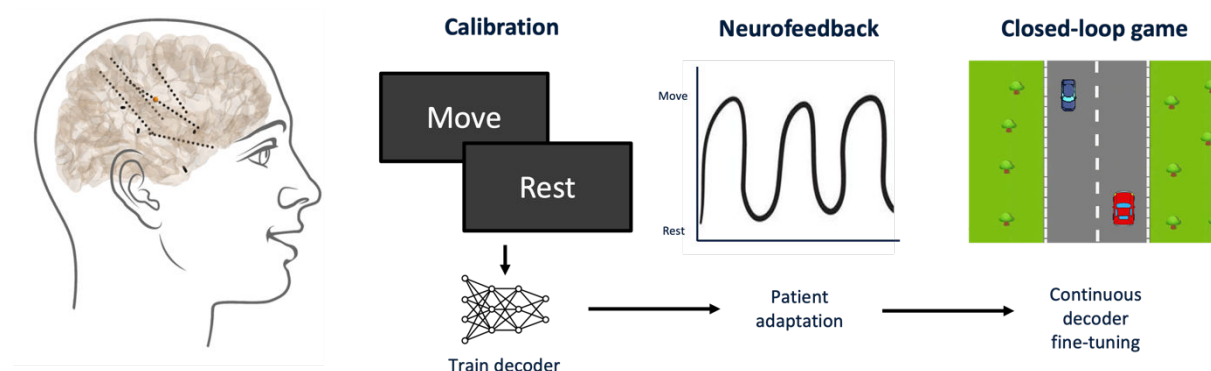 Calibration
Neurofeedback
Closed-loop game
Move
Rest
Move
Rest
Train decoder
Patient
adaptation
Continuous
decoder
fine-tuning